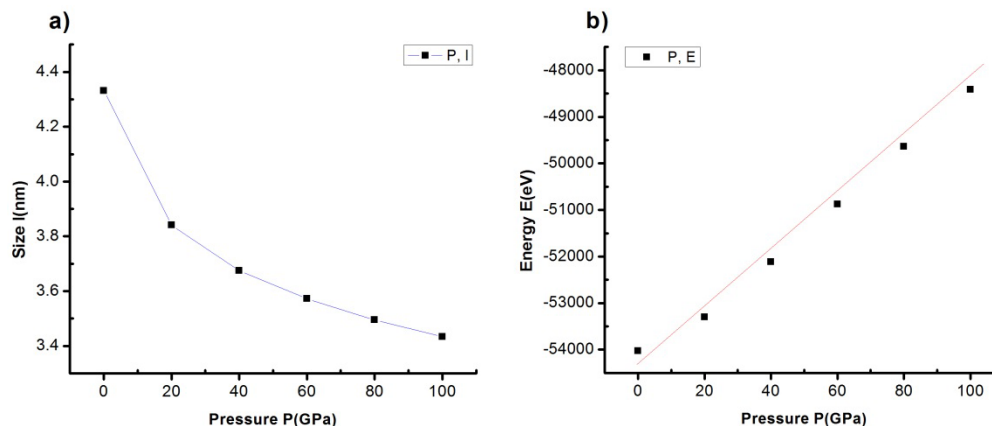 a)
P, I
4.4
4.2
4.0
3.8
3.6
3.4
Size l(nm)
0 20 40 60 80 100
Pressure P(GPa)
b)
P, E
-48000
-49000
-50000
-51000
-52000
-53000
-54000
Energy E(eV)
0 20 40 60 80 100
Pressure P(GPa)